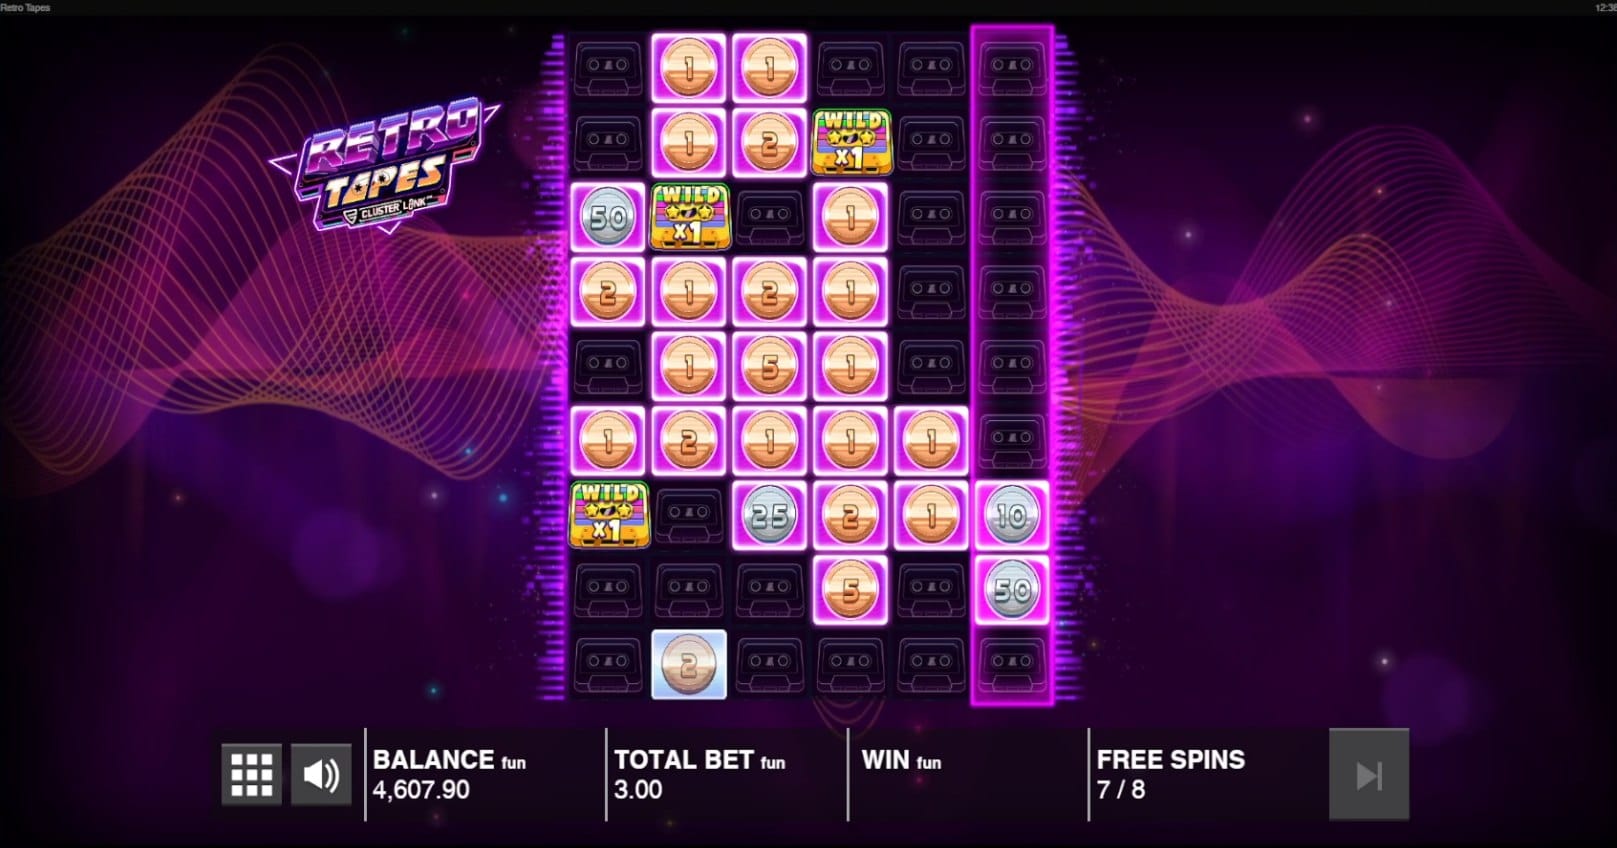 Retro Tapes
12:38
RETRO
TAPES
CLUSTER LINK
1 1
1 2 WILD
x1
50 WILD 1
x1
2 1 2 1
1 5 1
1 2 1 1 1
WILD 25 2 1 10
x1
5 50
2
BALANCE fun
4,607.90
TOTAL BET fun
3.00
WIN fun
FREE SPINS
7 / 8